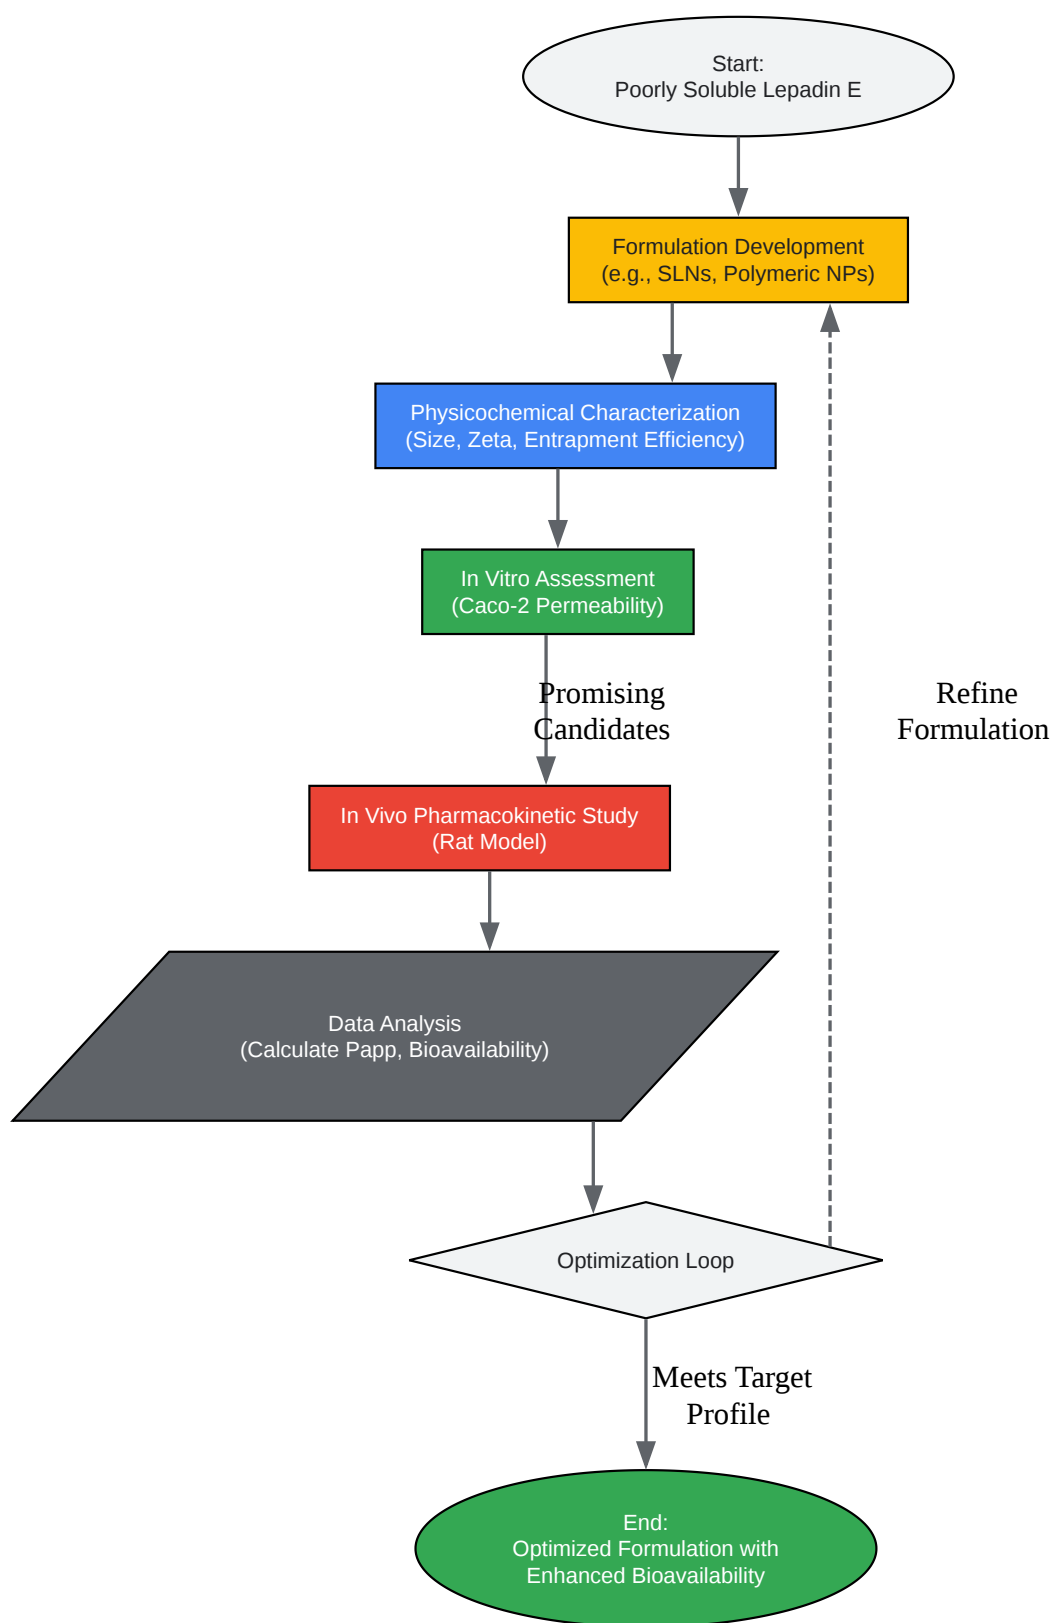 Start:
Poorly Soluble Lepadin E
Formulation Development
(e.g., SLNs, Polymeric NPs)
Physicochemical Characterization
(Size, Zeta, Entrapment Efficiency)
In Vitro Assessment
(Caco-2 Permeability)
Promising
Candidates
Refine
Formulation
In Vivo Pharmacokinetic Study
(Rat Model)
Data Analysis
(Calculate Papp, Bioavailability)
Optimization Loop
Meets Target
Profile
End:
Optimized Formulation with
Enhanced Bioavailability